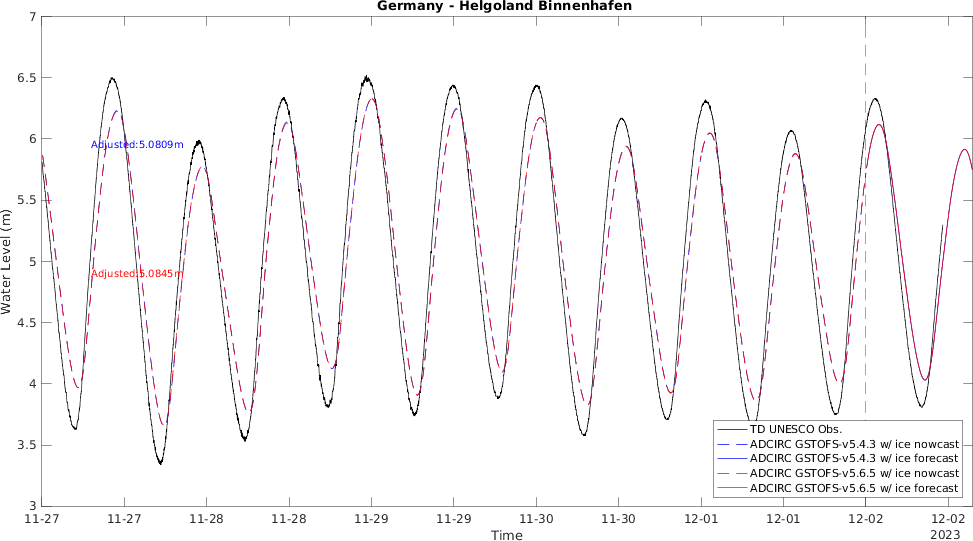 Germany - Helgoland Binnenhafen
7
6.5
6
5.5
5
4.5
4
3.5
3
Water Level (m)
Adjusted:5.0809m
Adjusted:5.0845m
TD UNESCO Obs.
ADCIRC GSTOFS-v5.4.3 w/ ice nowcast
ADCIRC GSTOFS-v5.4.3 w/ ice forecast
ADCIRC GSTOFS-v5.6.5 w/ ice nowcast
ADCIRC GSTOFS-v5.6.5 w/ ice forecast
11-27 11-27 11-28 11-28 11-29 11-29 11-30 11-30 12-01 12-01 12-02 12-02
2023
Time